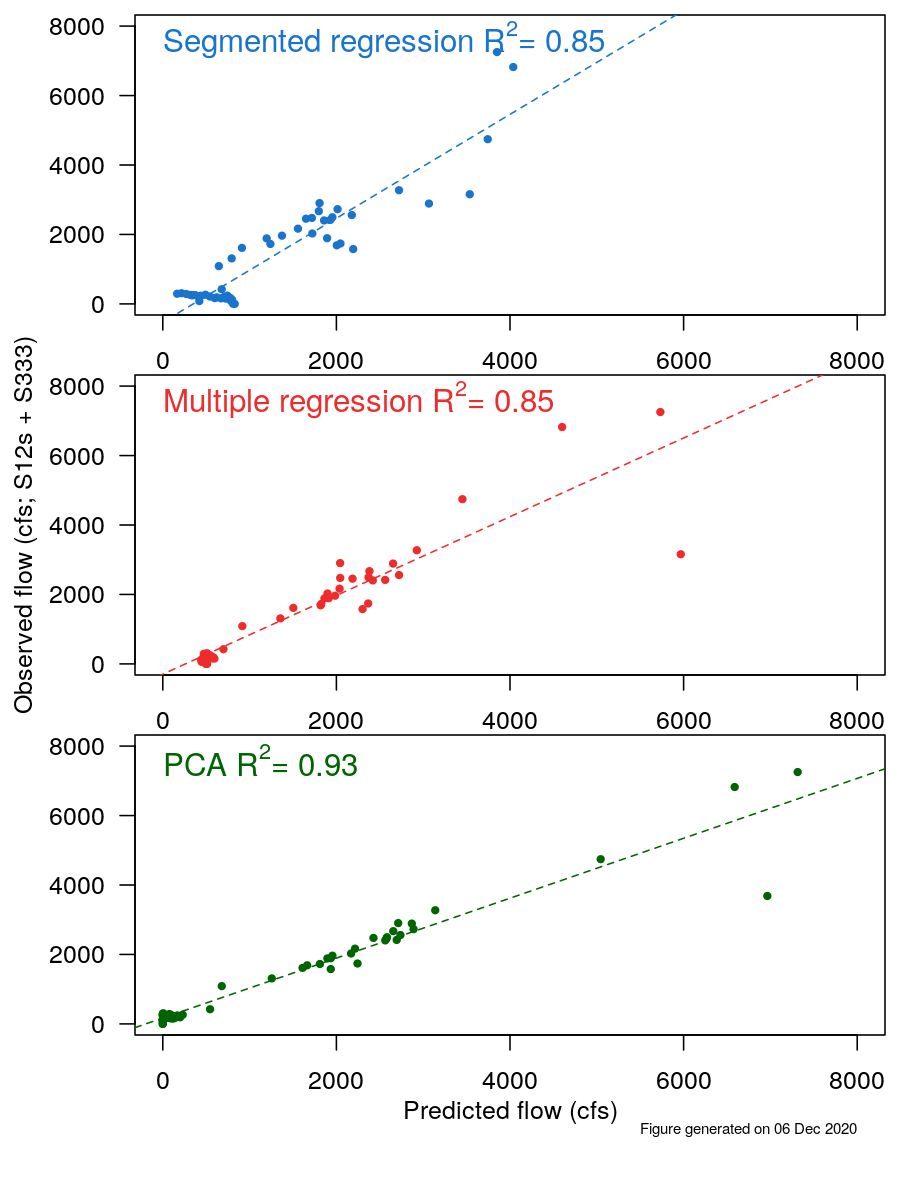 Segmented regression R2= 0.85
8000
6000
4000
2000
0
0 2000 4000 6000 8000
Multiple regression R2= 0.85
8000
6000
4000
2000
0
0 2000 4000 6000 8000
Observed flow (cfs; S12s + S333)
PCA R2= 0.93
8000
6000
4000
2000
0
0 2000 4000 6000 8000
Predicted flow (cfs)
Figure generated on 06 Dec 2020